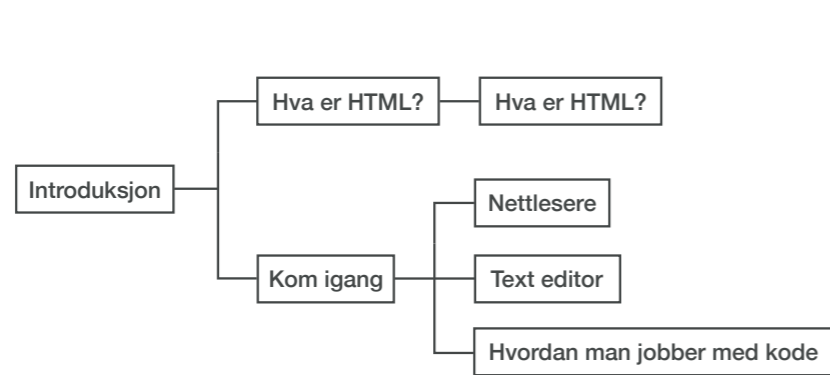 Hva er HTML?
Hva er HTML?
Introduksjon
Nettlesere
Kom igang
Text editor
Hvordan man jobber med kode